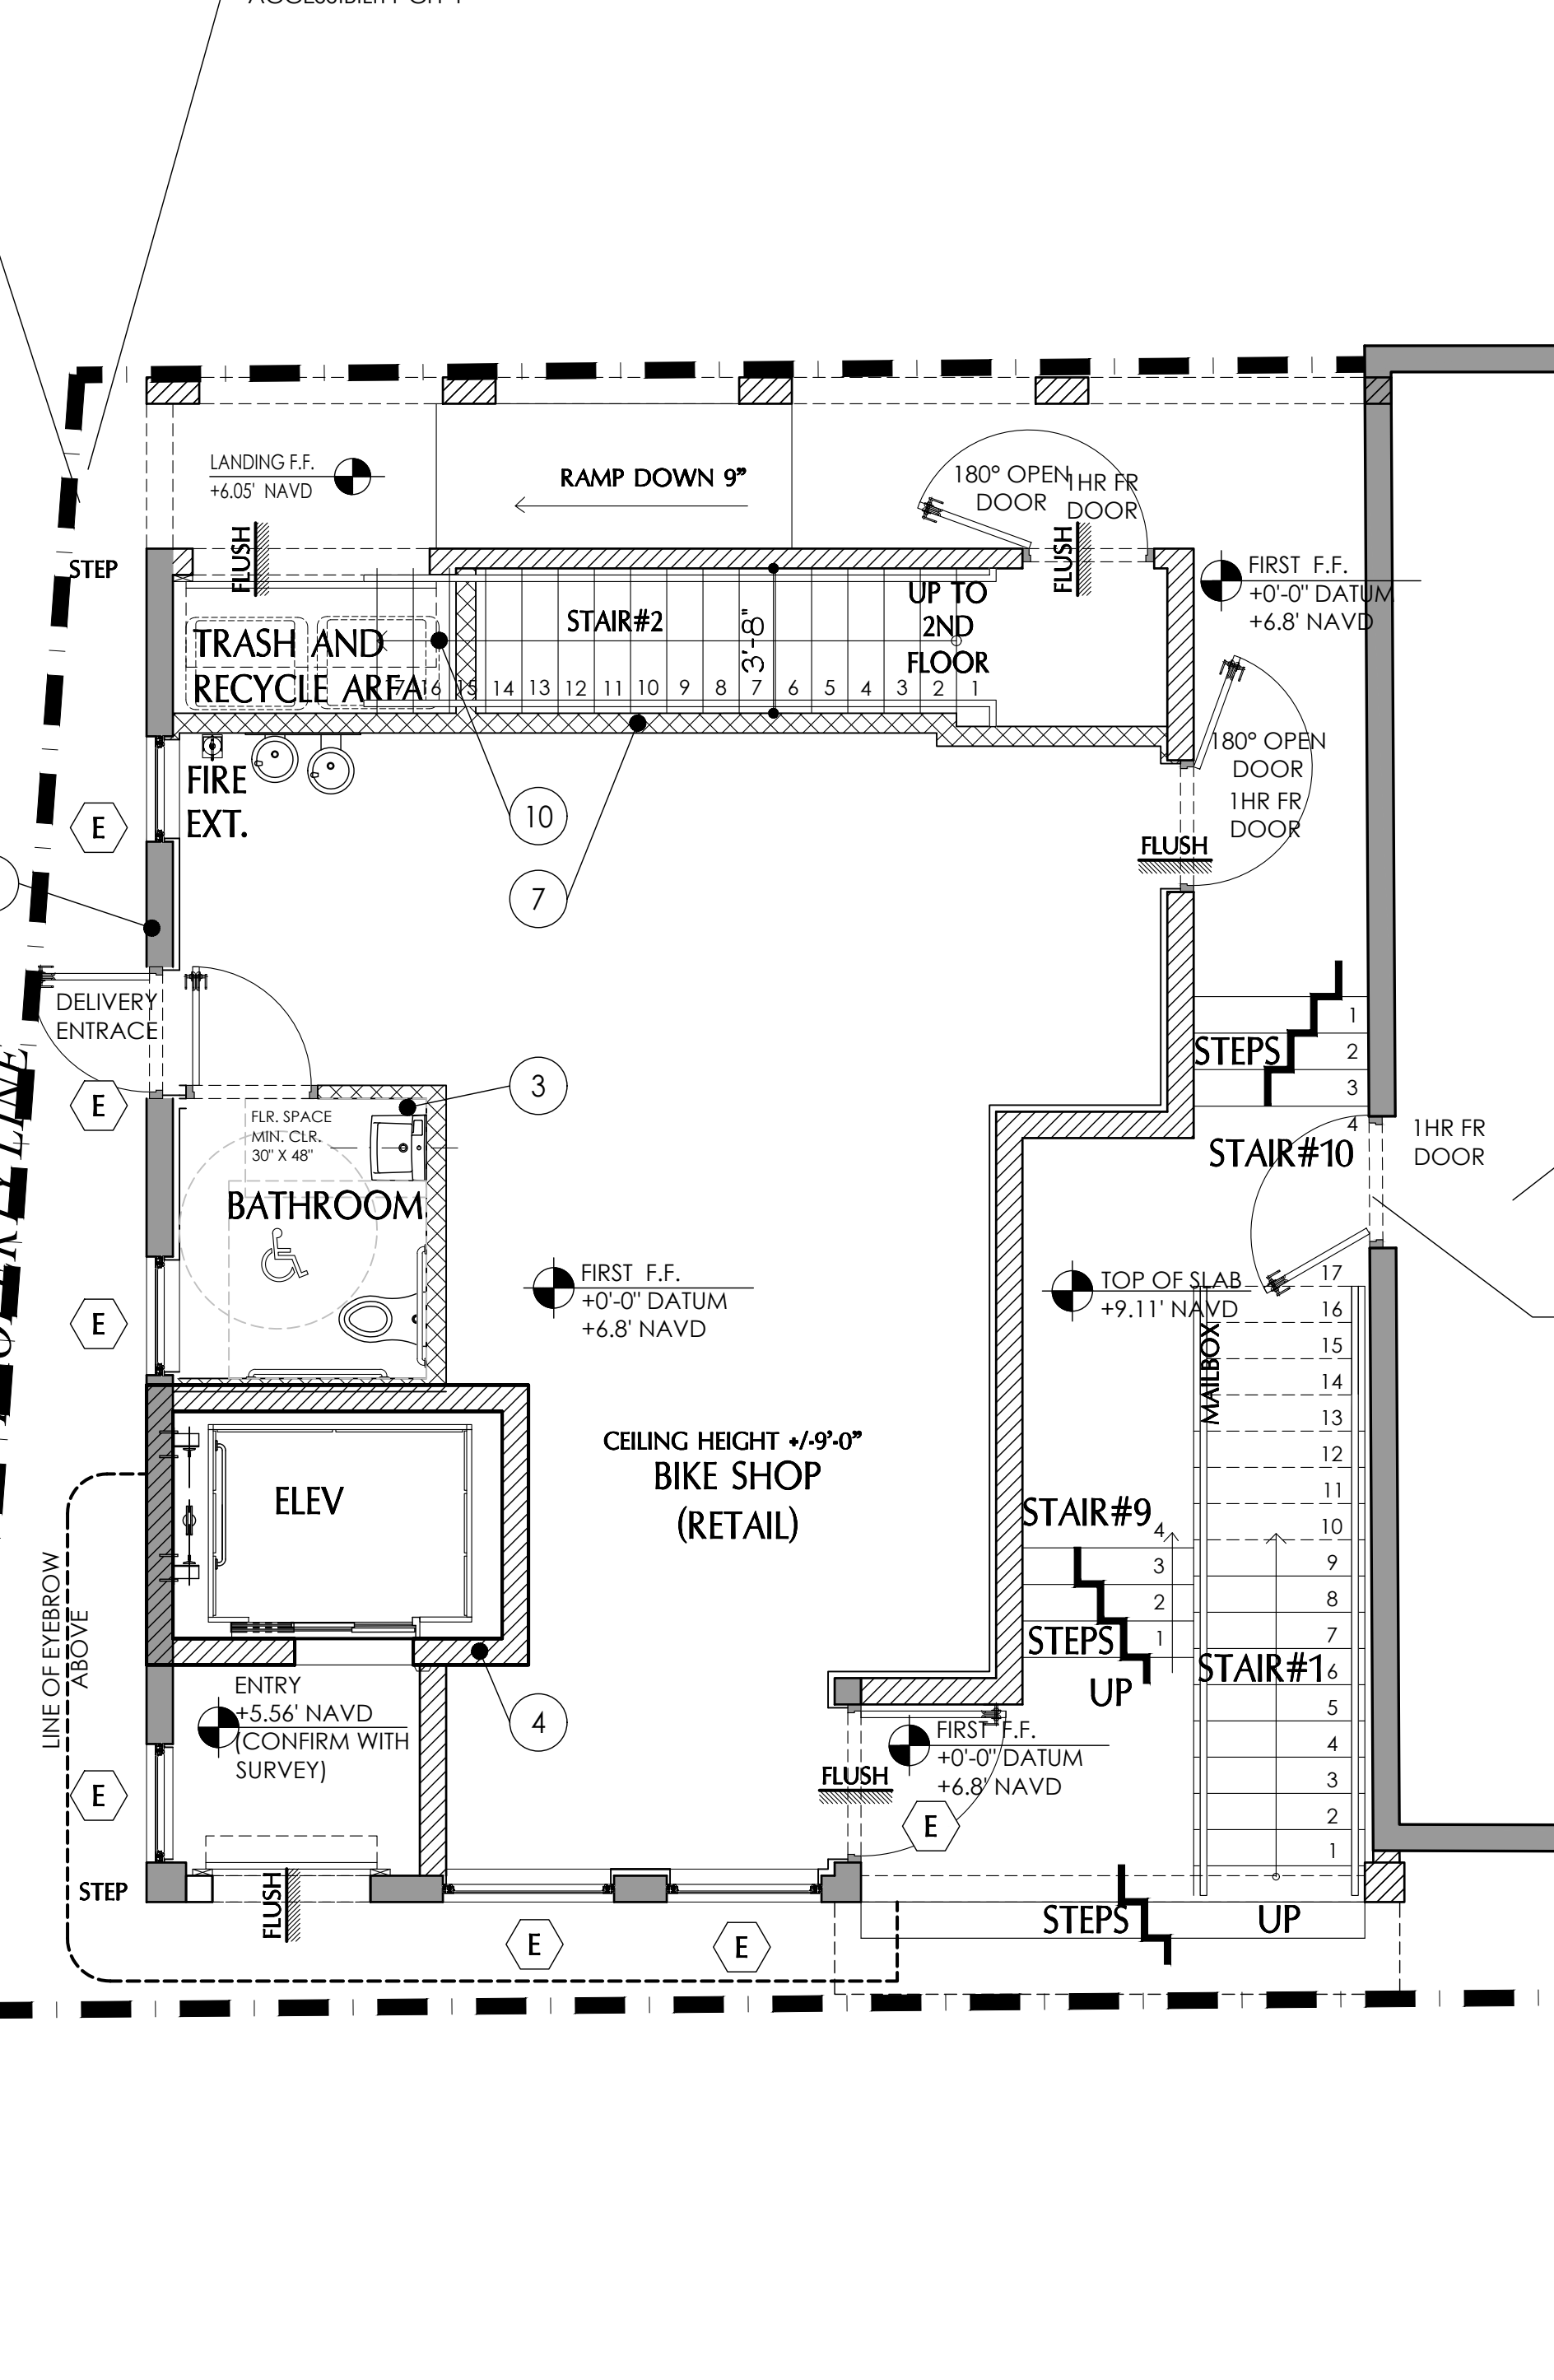 LANDING F.F.
+6.05' NAVD
RAMP DOWN 9"
180° OPEN
DOOR
1HR FR
DOOR
FLUSH
FLUSH
STEP
FIRST F.F.
+0'-0" DATUM
+6.8' NAVD
TRASH AND
RECYCLE AREA
STAIR#2
3'-8"
UP TO
2ND
FLOOR
17 16 15 14 13 12 11 10 9 8 7 6 5 4 3 2 1
FIRE
EXT.
180° OPEN
DOOR
1HR FR
DOOR
FLUSH
E
10
7
DELIVERY
ENTRACE
E
3
FLR. SPACE
MIN. CLR.
30" X 48"
BATHROOM
STEPS
1
2
3
4
STAIR#10
1HR FR
DOOR
E
FIRST F.F.
+0'-0" DATUM
+6.8' NAVD
TOP OF SLAB
+9.11' NAVD
MAILBOX
17
16
15
14
13
12
11
10
9
8
7
6
5
4
3
2
1
CEILING HEIGHT +/-9'-0"
BIKE SHOP
(RETAIL)
ELEV
STAIR#9
4
3
2
1
STEPS
UP
STAIR#1
LINE OF EYEBROW
ABOVE
ENTRY
+5.56' NAVD
(CONFIRM WITH
SURVEY)
4
FIRST F.F.
+0'-0" DATUM
+6.8' NAVD
FLUSH
E
E
STEP
FLUSH
E
E
STEPS
UP
LINE